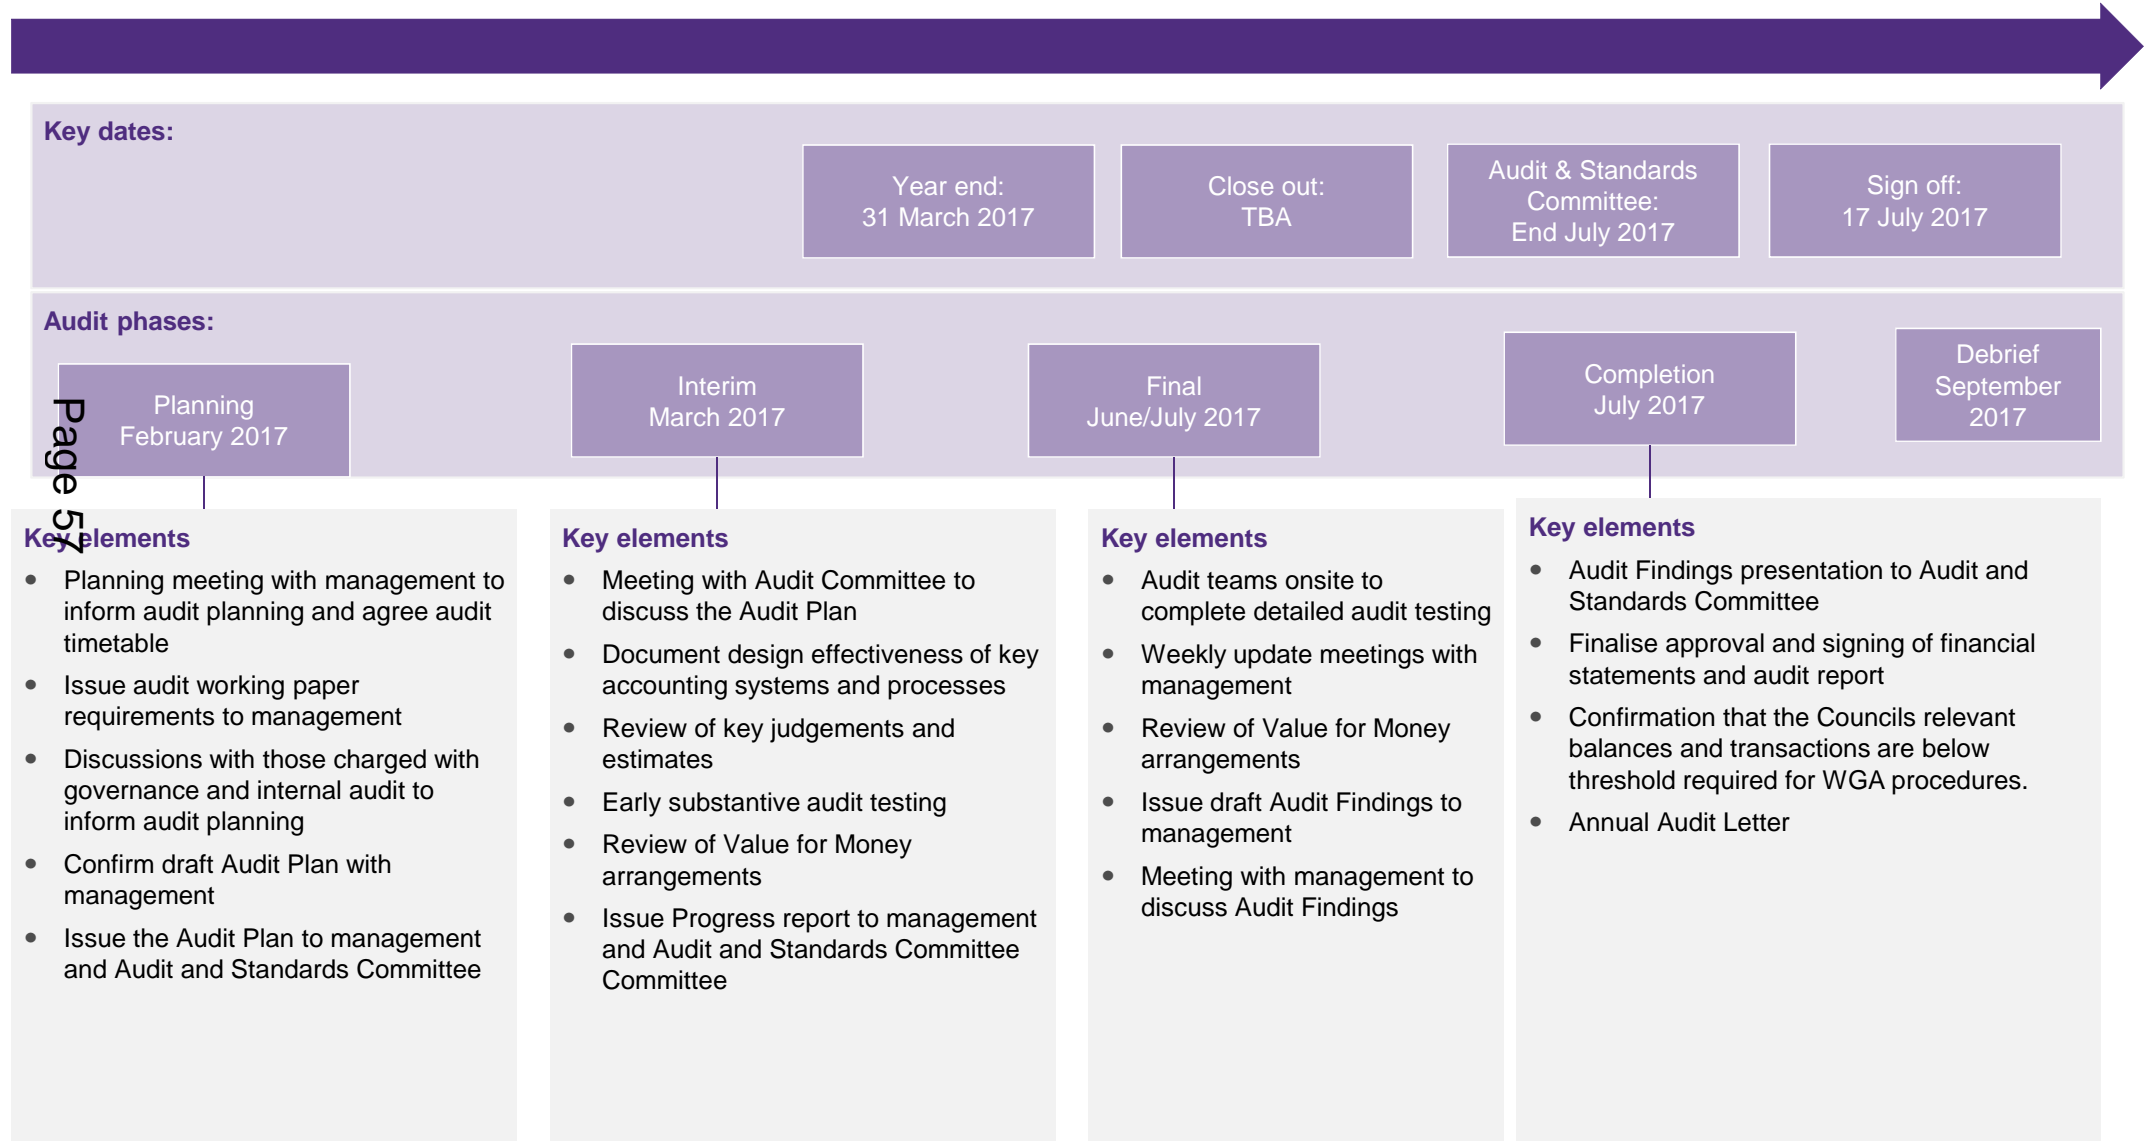 Key dates:
Year end:
31 March 2017
Close out:
TBA
Audit & Standards
Committee:
End July 2017
Sign off:
17 July 2017
Audit phases:
Planning
February 2017
Interim
March 2017
Final
June/July 2017
Completion
July 2017
Debrief
September
2017
Page 57
Key elements
• Planning meeting with management to
inform audit planning and agree audit
timetable
• Issue audit working paper
requirements to management
• Discussions with those charged with
governance and internal audit to
inform audit planning
• Confirm draft Audit Plan with
management
• Issue the Audit Plan to management
and Audit and Standards Committee
Key elements
• Meeting with Audit Committee to
discuss the Audit Plan
• Document design effectiveness of key
accounting systems and processes
• Review of key judgements and
estimates
• Early substantive audit testing
• Review of Value for Money
arrangements
• Issue Progress report to management
and Audit and Standards Committee
Committee
Key elements
• Audit teams onsite to
complete detailed audit testing
• Weekly update meetings with
management
• Review of Value for Money
arrangements
• Issue draft Audit Findings to
management
• Meeting with management to
discuss Audit Findings
Key elements
• Audit Findings presentation to Audit and
Standards Committee
• Finalise approval and signing of financial
statements and audit report
• Confirmation that the Councils relevant
balances and transactions are below
threshold required for WGA procedures.
• Annual Audit Letter